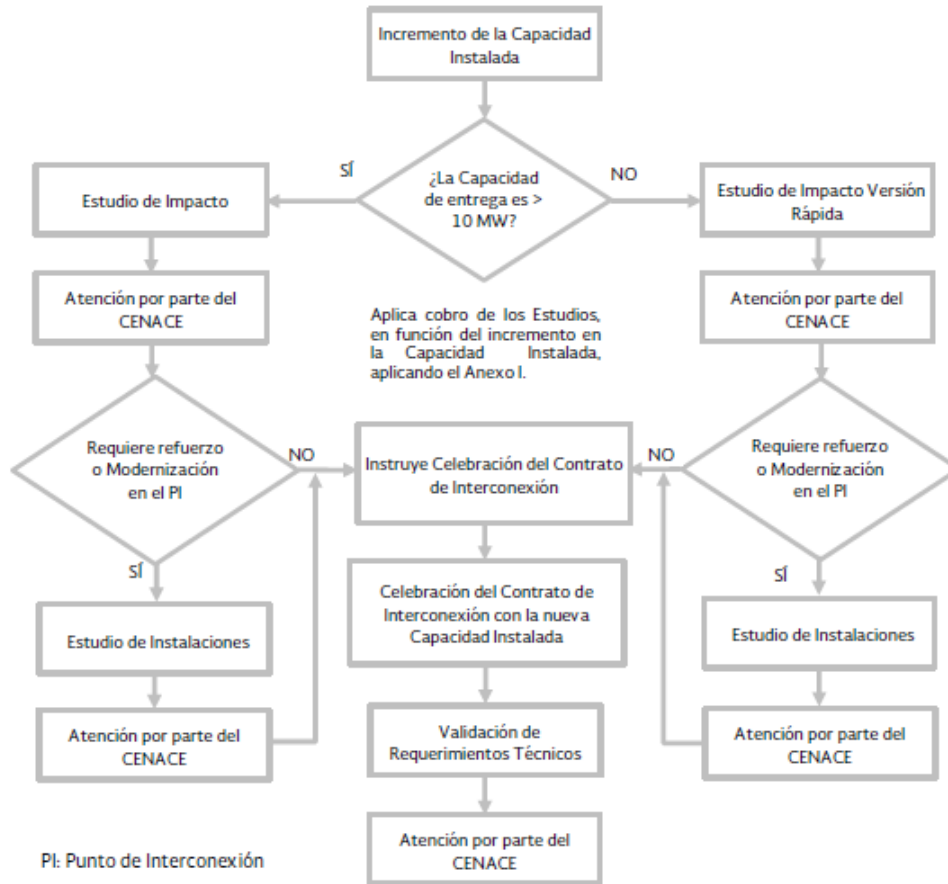 Incremento de la Capacidad
Instalada
SÍ
¿La Capacidad
de entrega es >
10 MW?
NO
Estudio de Impacto
Estudio de Impacto Versión
Rápida
Atención por parte del
CENACE
Aplica cobro de los Estudios,
en función del incremento en
la Capacidad Instalada,
aplicando el Anexo I.
Atención por parte del
CENACE
Requiere refuerzo
o Modernización
en el PI
NO
Instruye Celebración del Contrato
de Interconexión
NO
Requiere refuerzo
o Modernización
en el PI
SÍ
Celebración del Contrato de
Interconexión con la nueva
Capacidad Instalada
SÍ
Estudio de Instalaciones
Estudio de Instalaciones
Atención por parte del
CENACE
Validación de
Requerimientos Técnicos
Atención por parte del
CENACE
Atención por parte del
CENACE
PI: Punto de Interconexión